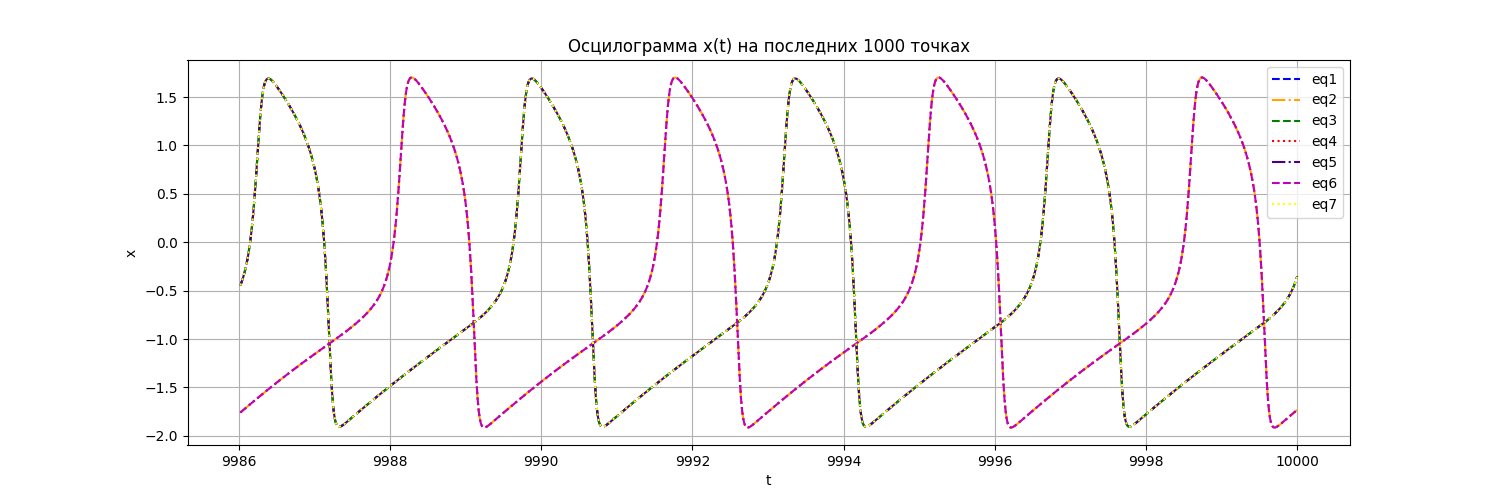 Осцилограмма x(t) на последних 1000 точках
x
1.5
1.0
0.5
0.0
−0.5
−1.0
−1.5
−2.0
eq1
eq2
eq3
eq4
eq5
eq6
eq7
9986
9988
9990
9992
9994
9996
9998
10000
t